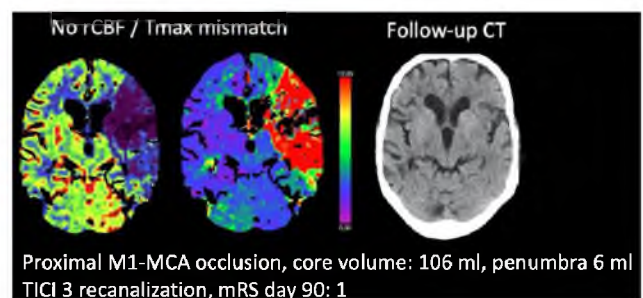 No rCBF / Tmax mismatch
Follow-up CT
Proximal M1-MCA occlusion, core volume: 106 ml, penumbra 6 ml
TICI 3 recanalization, mRS day 90: 1